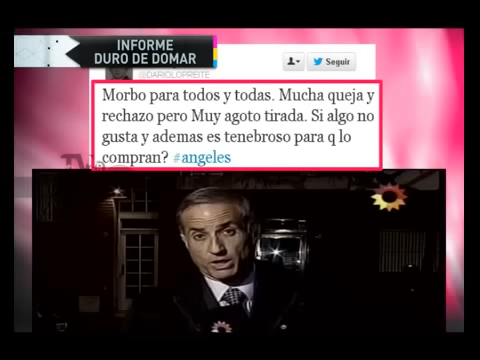 INFORME
DURO DE DOMAR
@DARIOLOPREITE
Seguir
Morbo para todos y todas. Mucha queja y
rechazo pero Muy agoto tirada. Si algo no
gusta y ademas es tenebroso para q lo
compran? #angeles